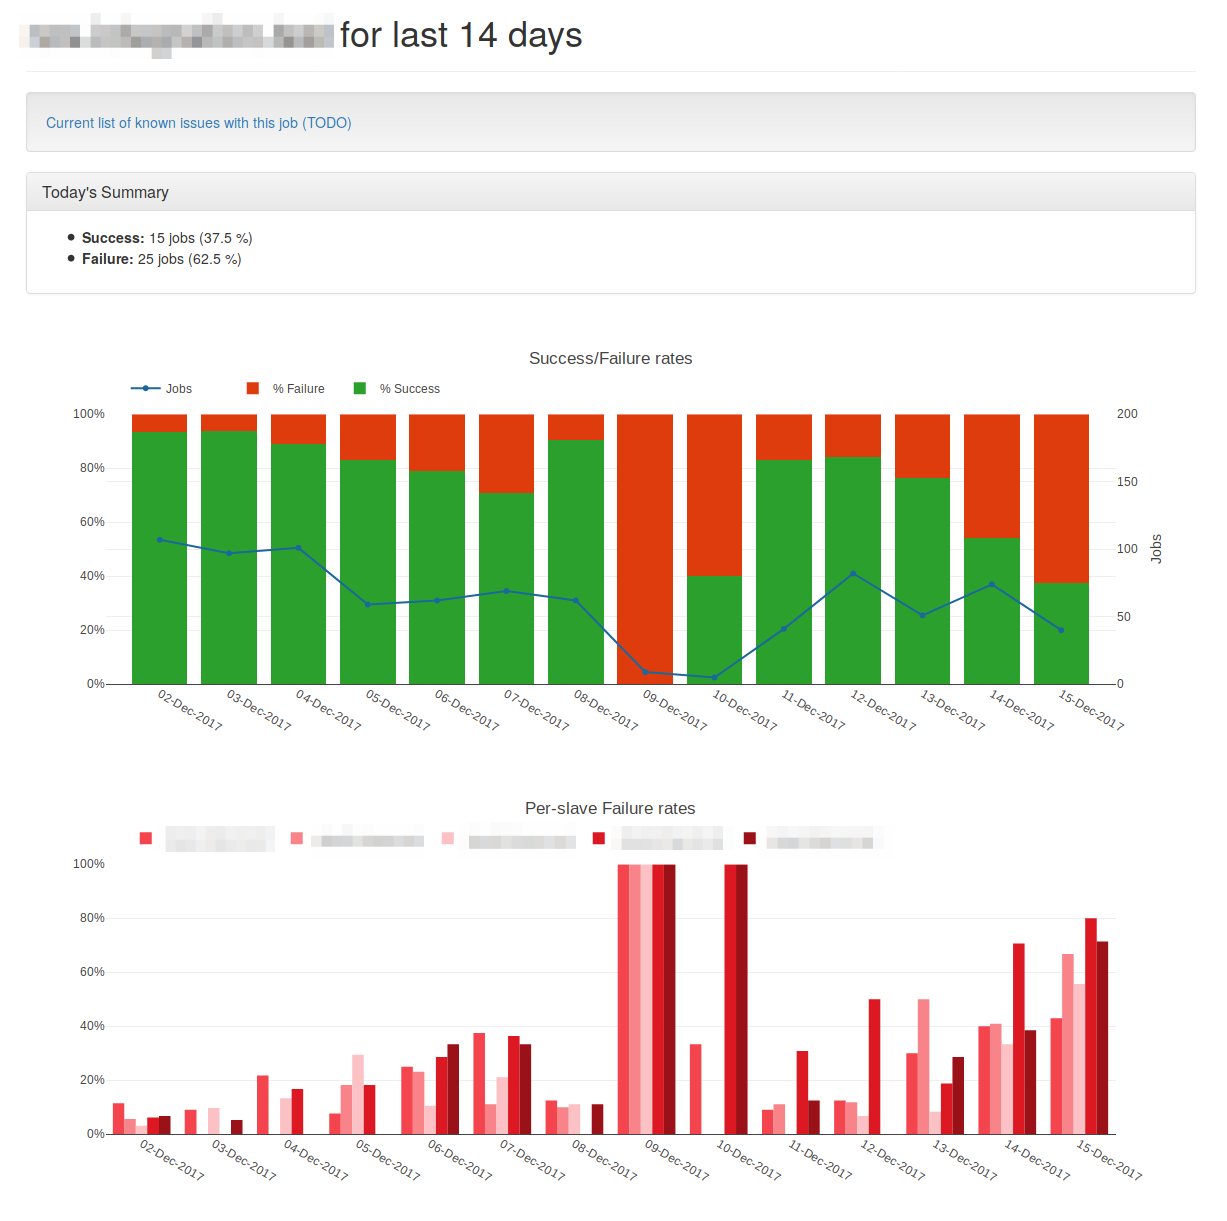 for last 14 days
Current list of known issues with this job (TODO)
Today's Summary
Success: 15 jobs (37.5 %)
Failure: 25 jobs (62.5 %)
Success/Failure rates
Jobs % Failure % Success
100% 200
80%
150
60%
100
40%
50
20%
0% 0
Jobs
02-Dec-2017 03-Dec-2017 04-Dec-2017 05-Dec-2017 06-Dec-2017 07-Dec-2017 08-Dec-2017 09-Dec-2017 10-Dec-2017 11-Dec-2017 12-Dec-2017 13-Dec-2017 14-Dec-2017 15-Dec-2017
Per-slave Failure rates
100%
80%
60%
40%
20%
0%
02-Dec-2017 03-Dec-2017 04-Dec-2017 05-Dec-2017 06-Dec-2017 07-Dec-2017 08-Dec-2017 09-Dec-2017 10-Dec-2017 11-Dec-2017 12-Dec-2017 13-Dec-2017 14-Dec-2017 15-Dec-2017